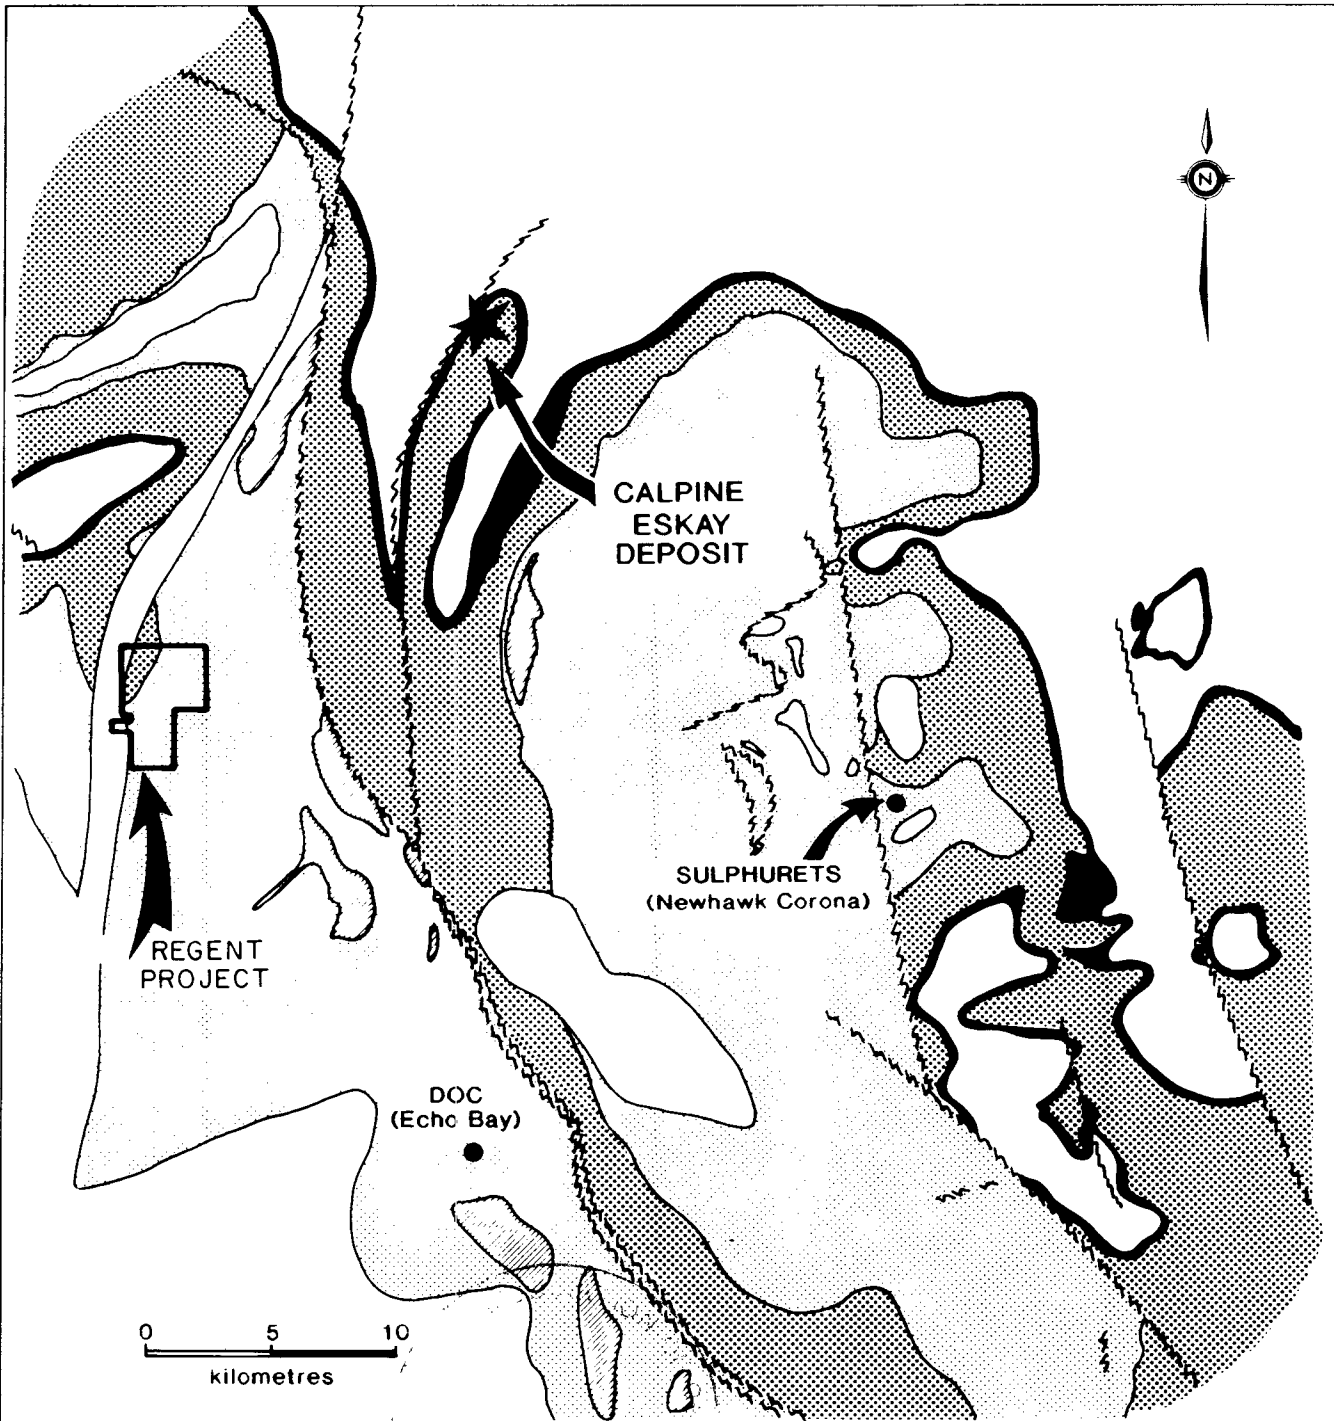 N
CALPINE
ESKAY
DEPOSIT
SULPHURETS
(Newhawk Corona)
REGENT
PROJECT
DOC
(Echo Bay)
0 5 10
kilometres